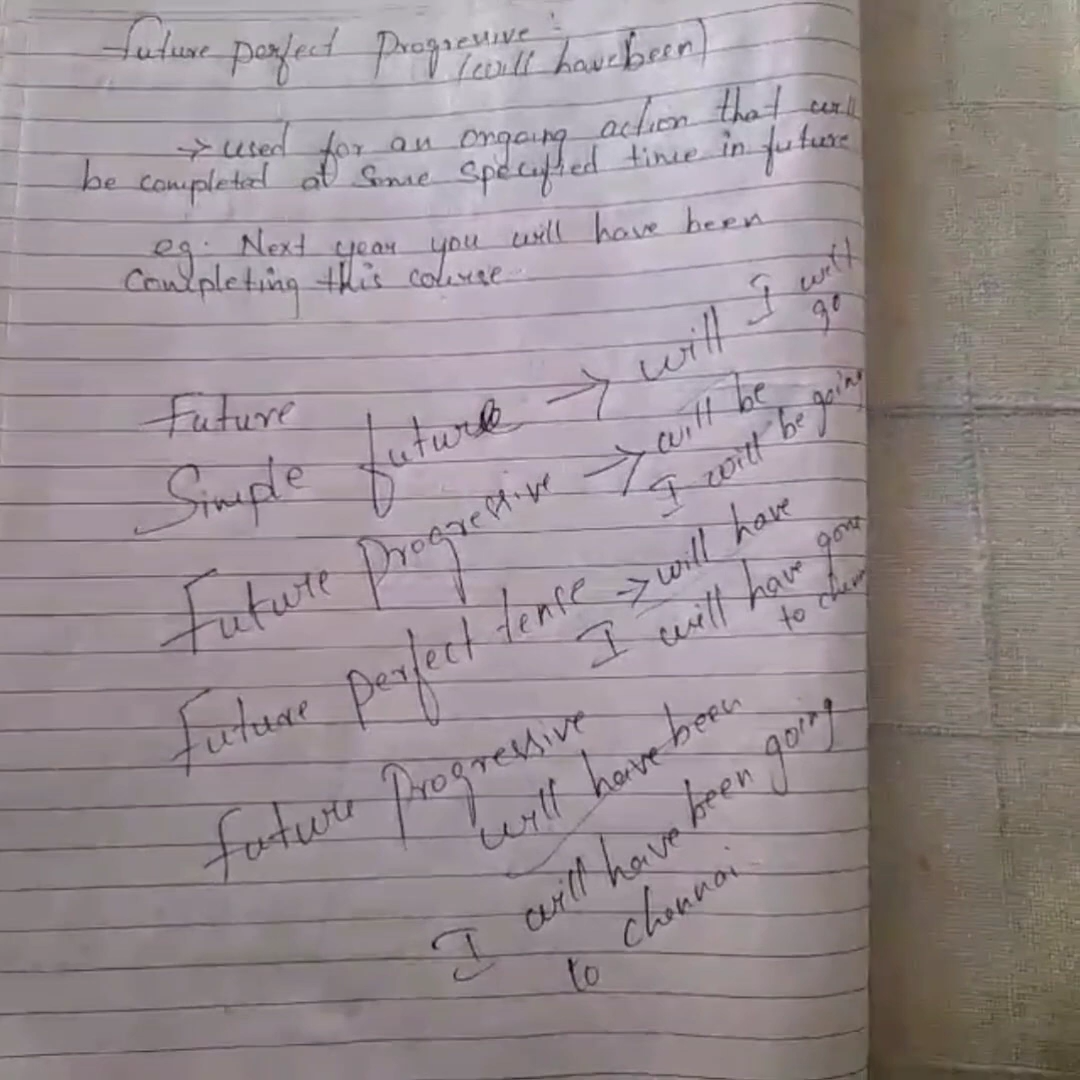 Future perfect Progressive :
(will have been)
→ used for an ongoing action that will
be completed at some specified time in future
eg. Next year you will have been
completing this course.
Future
Simple future → will I will go
Future Progressive → will be
I will be going
Future perfect tense → will have
I will have gone
to
future Progressive
will have been
I will have been going
to chennai